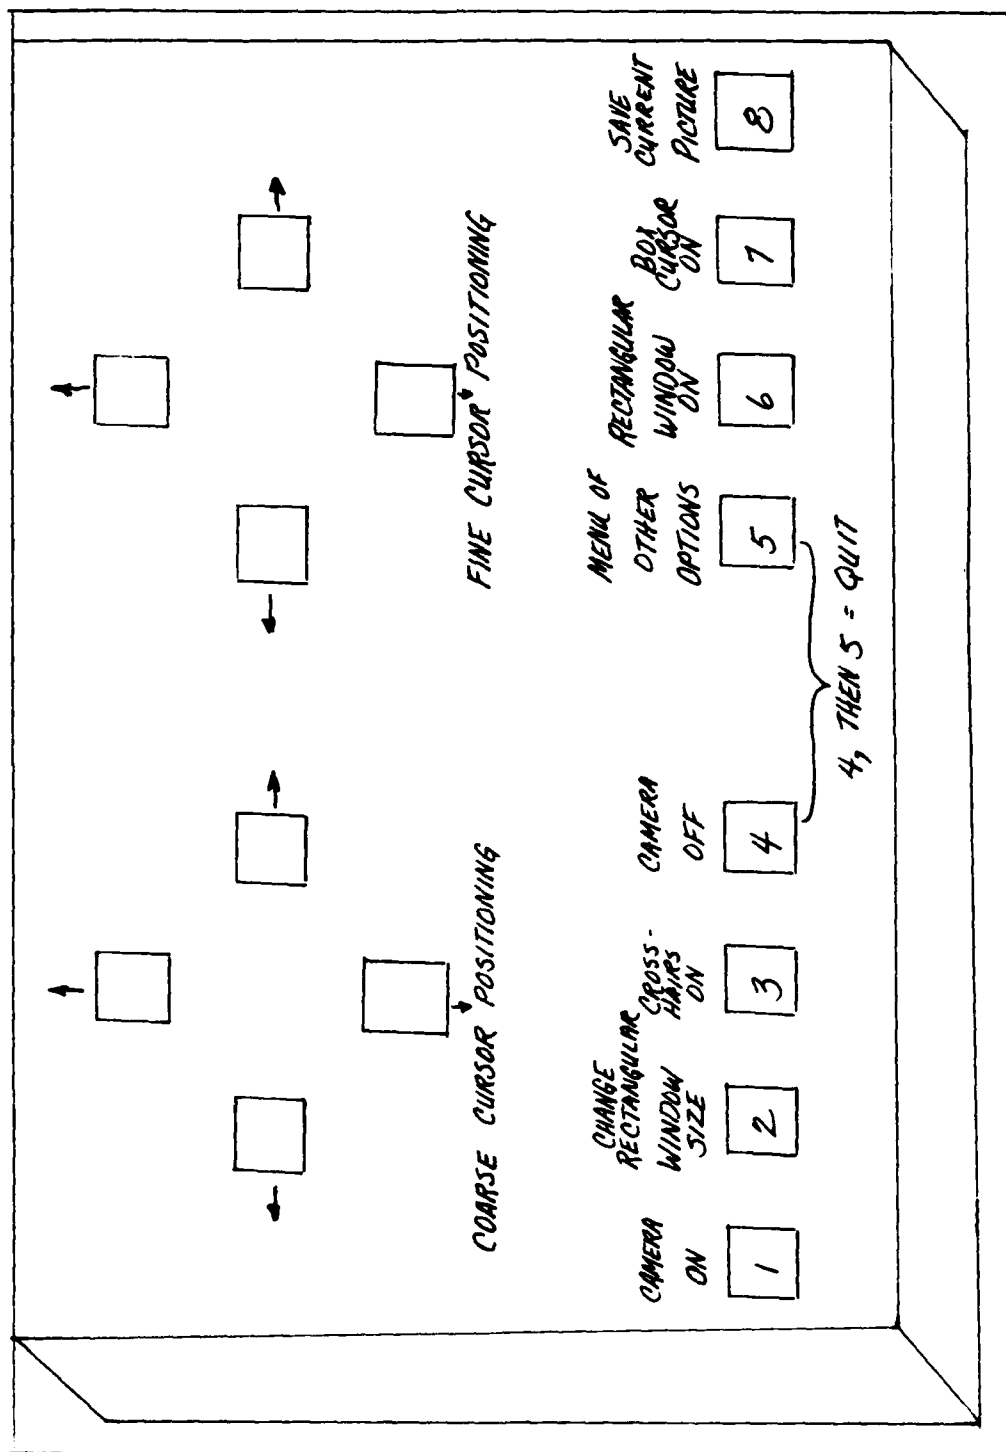 COARSE CURSOR POSITIONING
FINE CURSOR POSITIONING
CAMERA
ON
1
CHANGE
RECTANGULAR
WINDOW
SIZE
2
CROSS-
HAIRS
ON
3
CAMERA
OFF
4
MENU OF
OTHER
OPTIONS
5
RECTANGULAR
WINDOW
ON
6
BOX
CURSOR
ON
7
SAVE
CURRENT
PICTURE
8
4, THEN 5 = QUIT